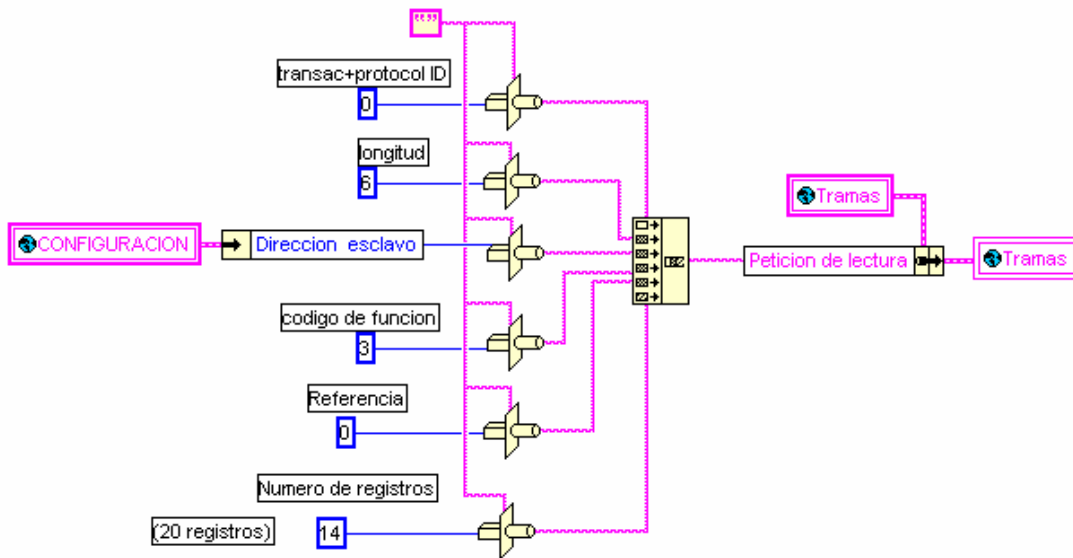 ""
transac+protocol ID
0
longitud
6
CONFIGURACION
Direccion esclavo
codigo de funcion
3
Referencia
0
Numero de registros
(20 registros)
14
Tramas
Peticion de lectura
Tramas